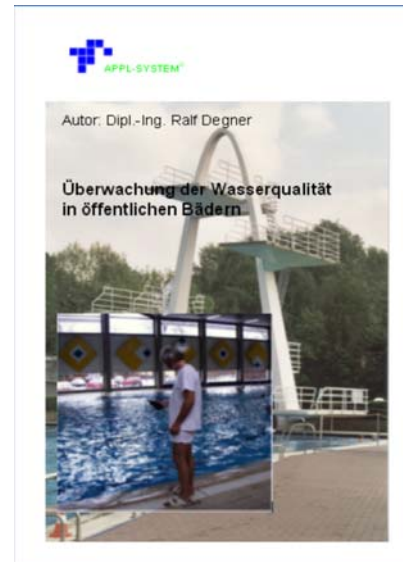 APPL-SYSTEM
Autor: Dipl.-Ing. Ralf Degner
Überwachung der Wasserqualität
in öffentlichen Bädern